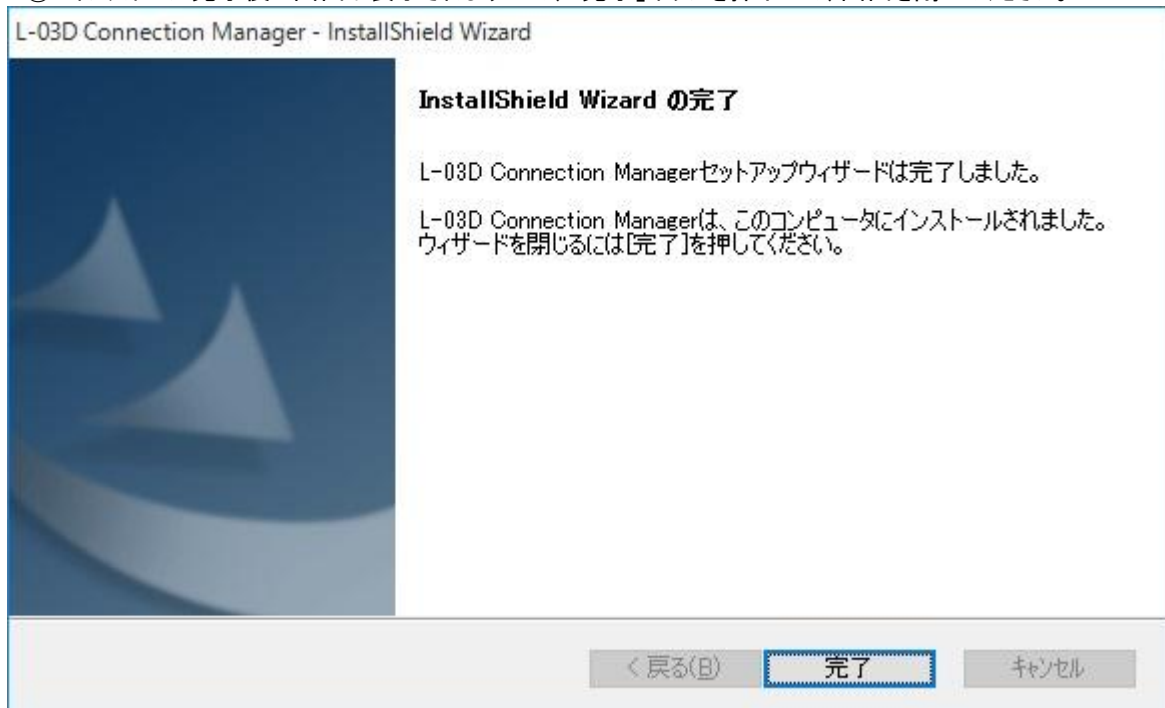 L-03D Connection Manager - InstallShield Wizard
InstallShield Wizard の完了
L-03D Connection Managerセットアップウィザードは完了しました。
L-03D Connection Managerは、このコンピュータにインストールされました。
ウィザードを閉じるには[完了]を押してください。
< 戻る(B)
完了
キャンセル